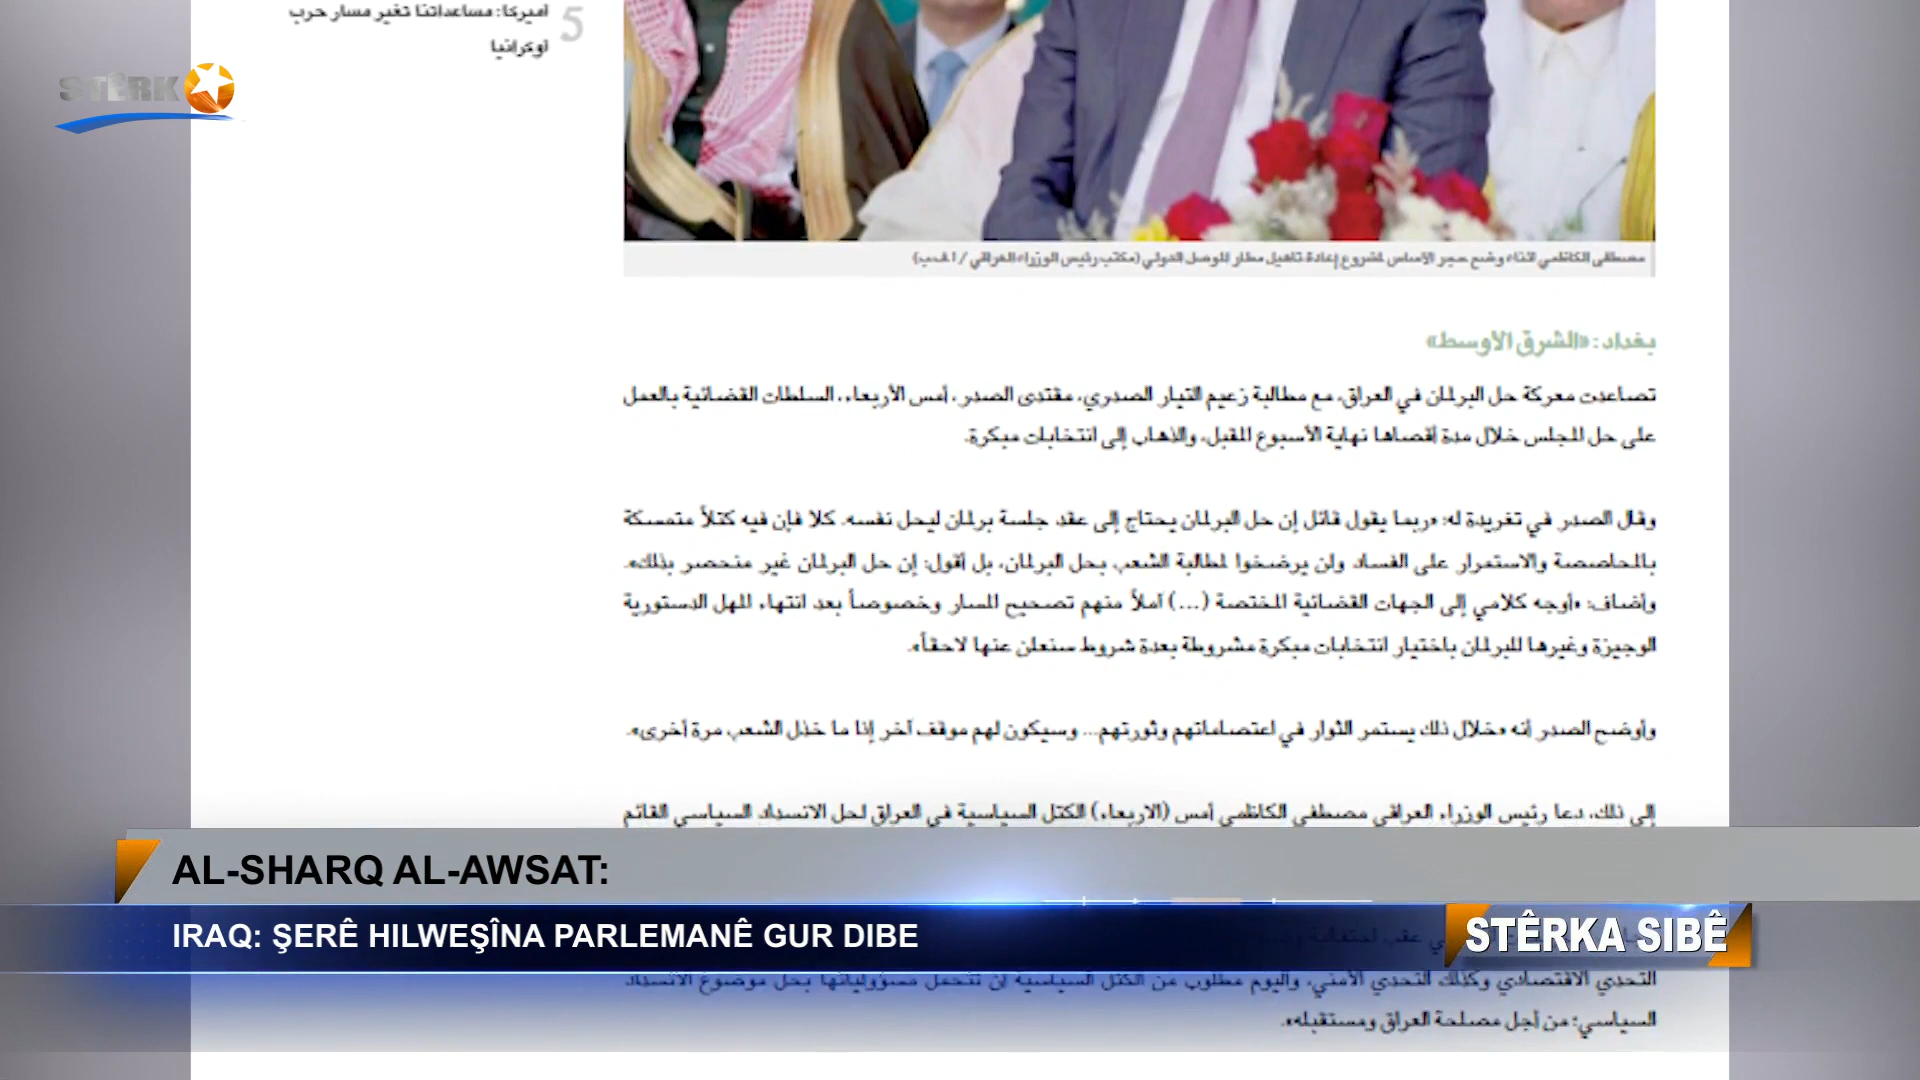 أميركا: مساعداتنا تغير مسار حرب
5
أوكرانيا
STÊRK
مصطفى الكاظمي أثناء وضع حجر الأساس لمشروع إعادة تأهيل مطار الموصل الدولي (مكتب رئيس الوزراء العراقي / أ.ف.ب)
بغداد: «الشرق الأوسط»
تصاعدت معركة حل البرلمان في العراق، مع مطالبة زعيم التيار الصدري، مقتدى الصدر، أمس الأربعاء، السلطات القضائية بالعمل
على حل المجلس خلال مدة أقصاها نهاية الأسبوع المقبل، والذهاب إلى انتخابات مبكرة.
وقال الصدر في تغريدة له: «ربما يقول قائل إن حل البرلمان يحتاج إلى عقد جلسة برلمان ليحل نفسه. كلا فإن فيه كتلاً متمسكة
بالمحاصصة والاستمرار على الفساد ولن يرضخوا لمطالبة الشعب بحل البرلمان، بل أقول: إن حل البرلمان غير منحصر بذلك».
وأضاف: «أوجه كلامي إلى الجهات القضائية المختصة (...) أملاً منهم تصحيح المسار وخصوصاً بعد انتهاء المهل الدستورية
الوجيزة وغيرها للبرلمان باختيار انتخابات مبكرة مشروطة بعدة شروط سنعلن عنها لاحقاً».
وأوضح الصدر أنه «خلال ذلك يستمر الثوار في اعتصاماتهم وثورتهم... وسيكون لهم موقف آخر إذا ما خذل الشعب مرة أخرى».
إلى ذلك، دعا رئيس الوزراء العراقي مصطفى الكاظمي أمس (الأربعاء) الكتل السياسية في العراق لحل الانسداد السياسي القائم
AL-SHARQ AL-AWSAT:
IRAQ: ŞERÊ HILWEŞÎNA PARLEMANÊ GUR DIBE
STÊRKA SIBÊ
التحدي الاقتصادي وكذلك التحدي الأمني، واليوم مطلوب من الكتل السياسية أن تتحمل مسؤولياتها بحل موضوع الانسداد
السياسي؛ من أجل مصلحة العراق ومستقبله».